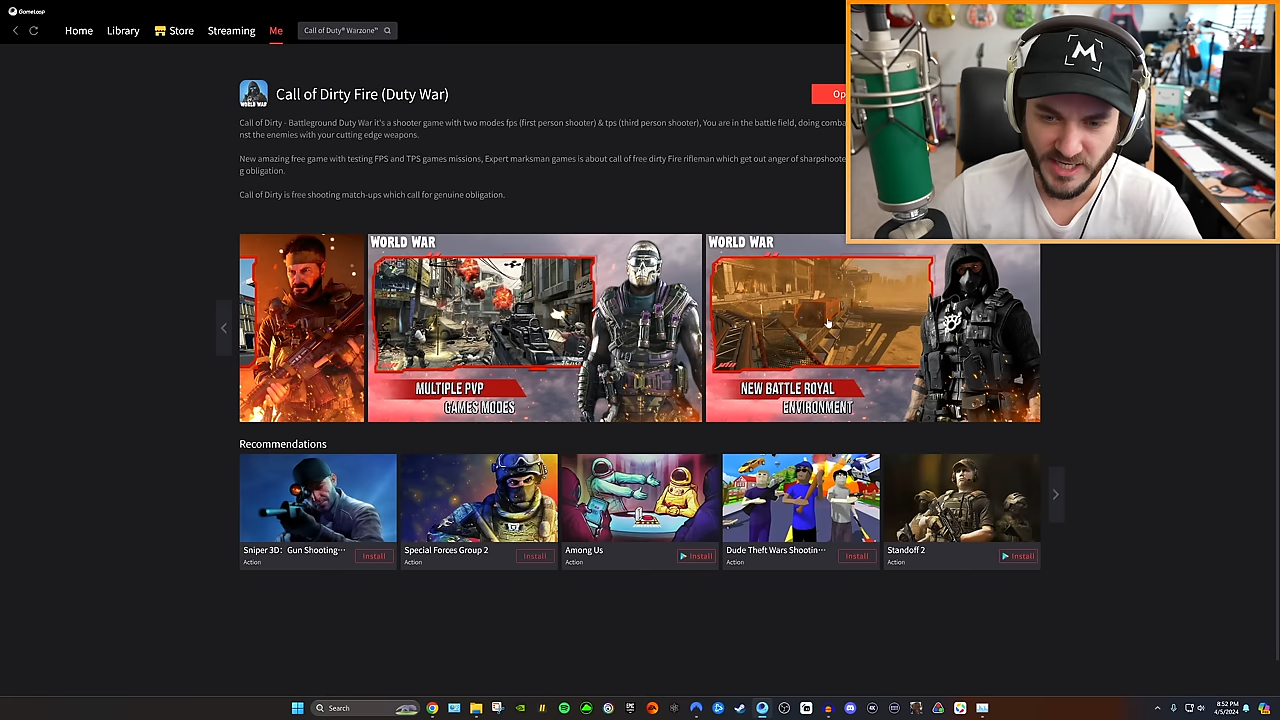 GameLoop
Home Library Store Streaming Me Call of Duty® Warzone™
Call of Dirty Fire (Duty War)
Op
Call of Dirty - Battleground Duty War it's a shooter game with two modes fps (first person shooter) & tps (third person shooter), You are in the battle field, doing comba
nst the enemies with your cutting edge weapons.
New amazing free game with testing FPS and TPS games missions, Expert marksman games is about call of free dirty Fire rifleman which get out anger of sharpshoote
g obligation.
Call of Dirty is free shooting match-ups which call for genuine obligation.
WORLD WAR
MULTIPLE PVP
GAMES MODES
WORLD WAR
NEW BATTLE ROYAL
ENVIRONMENT
Recommendations
Sniper 3D: Gun Shooting··· Install
Action
Special Forces Group 2 Install
Action
Among Us Install
Action
Dude Theft Wars Shootin··· Install
Action
Standoff 2 Install
Action
Search
8:52 PM
4/5/2024